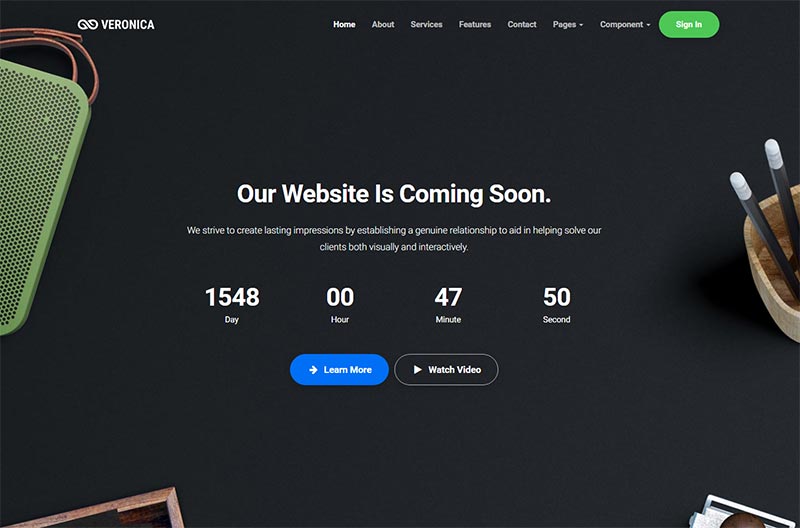 VERONICA
Home About Services Features Contact Pages Component Sign In
Our Website Is Coming Soon.
We strive to create lasting impressions by establishing a genuine relationship to aid in helping solve our
clients both visually and interactively.
1548 00 47 50
Day Hour Minute Second
Learn More Watch Video